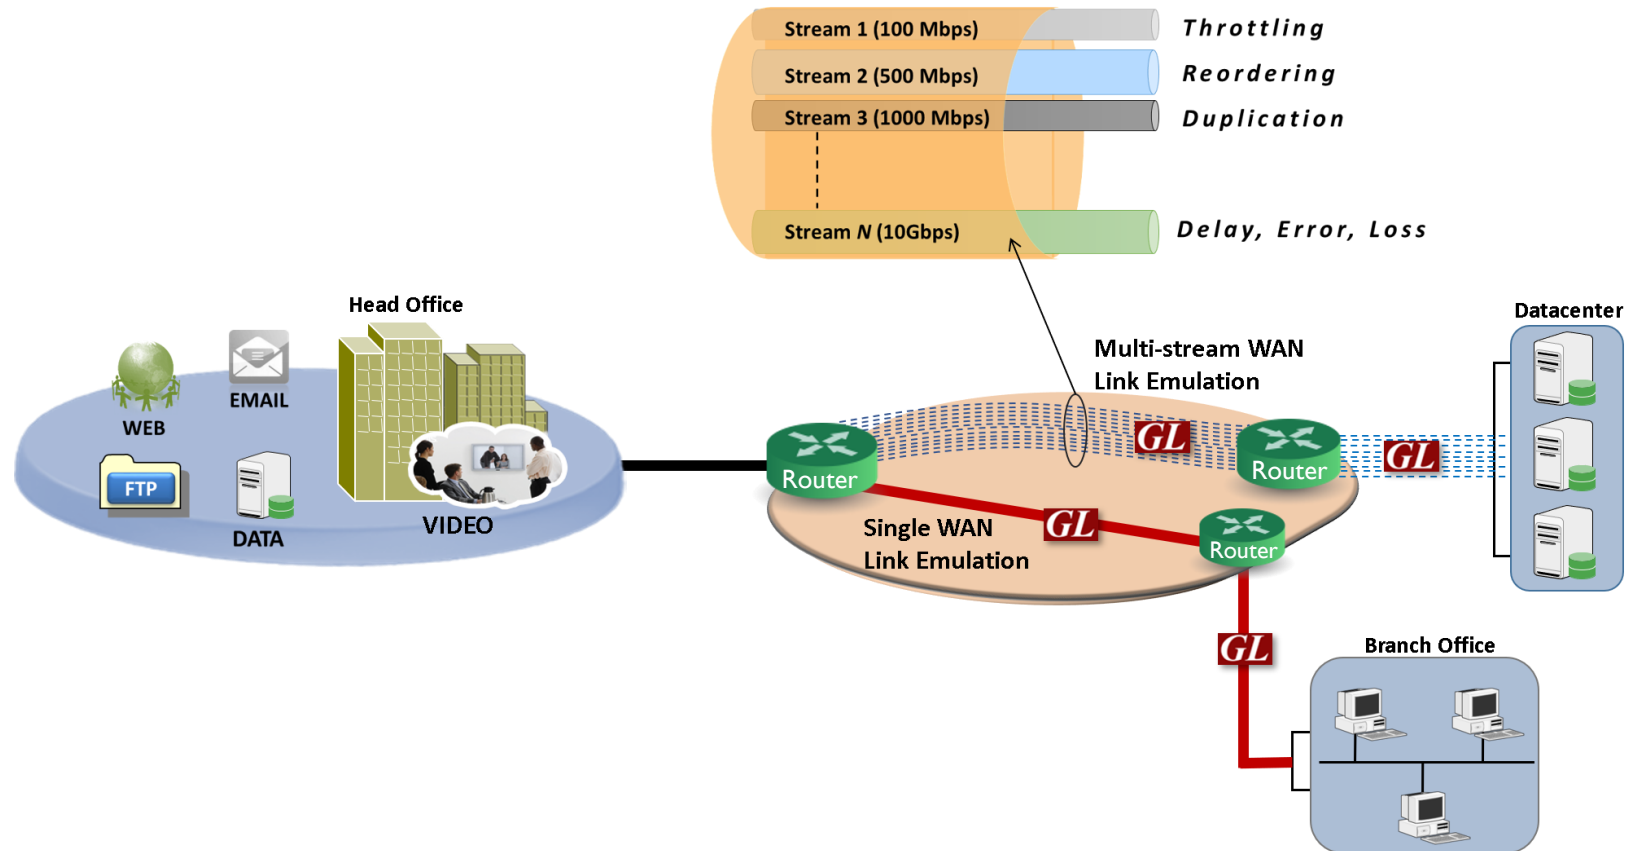 Stream 1 (100 Mbps)
Throttling
Stream 2 (500 Mbps)
Reordering
Stream 3 (1000 Mbps)
Duplication
Stream N (10Gbps)
Delay, Error, Loss
Head Office
WEB
EMAIL
FTP
DATA
VIDEO
Multi-stream WAN
Link Emulation
Router
GL
Router
GL
Datacenter
Single WAN
Link Emulation
GL
Router
GL
Branch Office